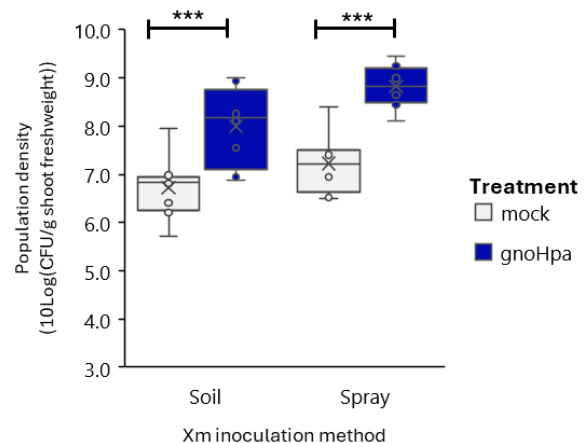 ***
***
10.0
9.0
8.0
7.0
6.0
5.0
4.0
3.0
Population density
(10Log(CFU/g shoot freshweight))
Soil
Spray
Xm inoculation method
Treatment
mock
gnoHpa